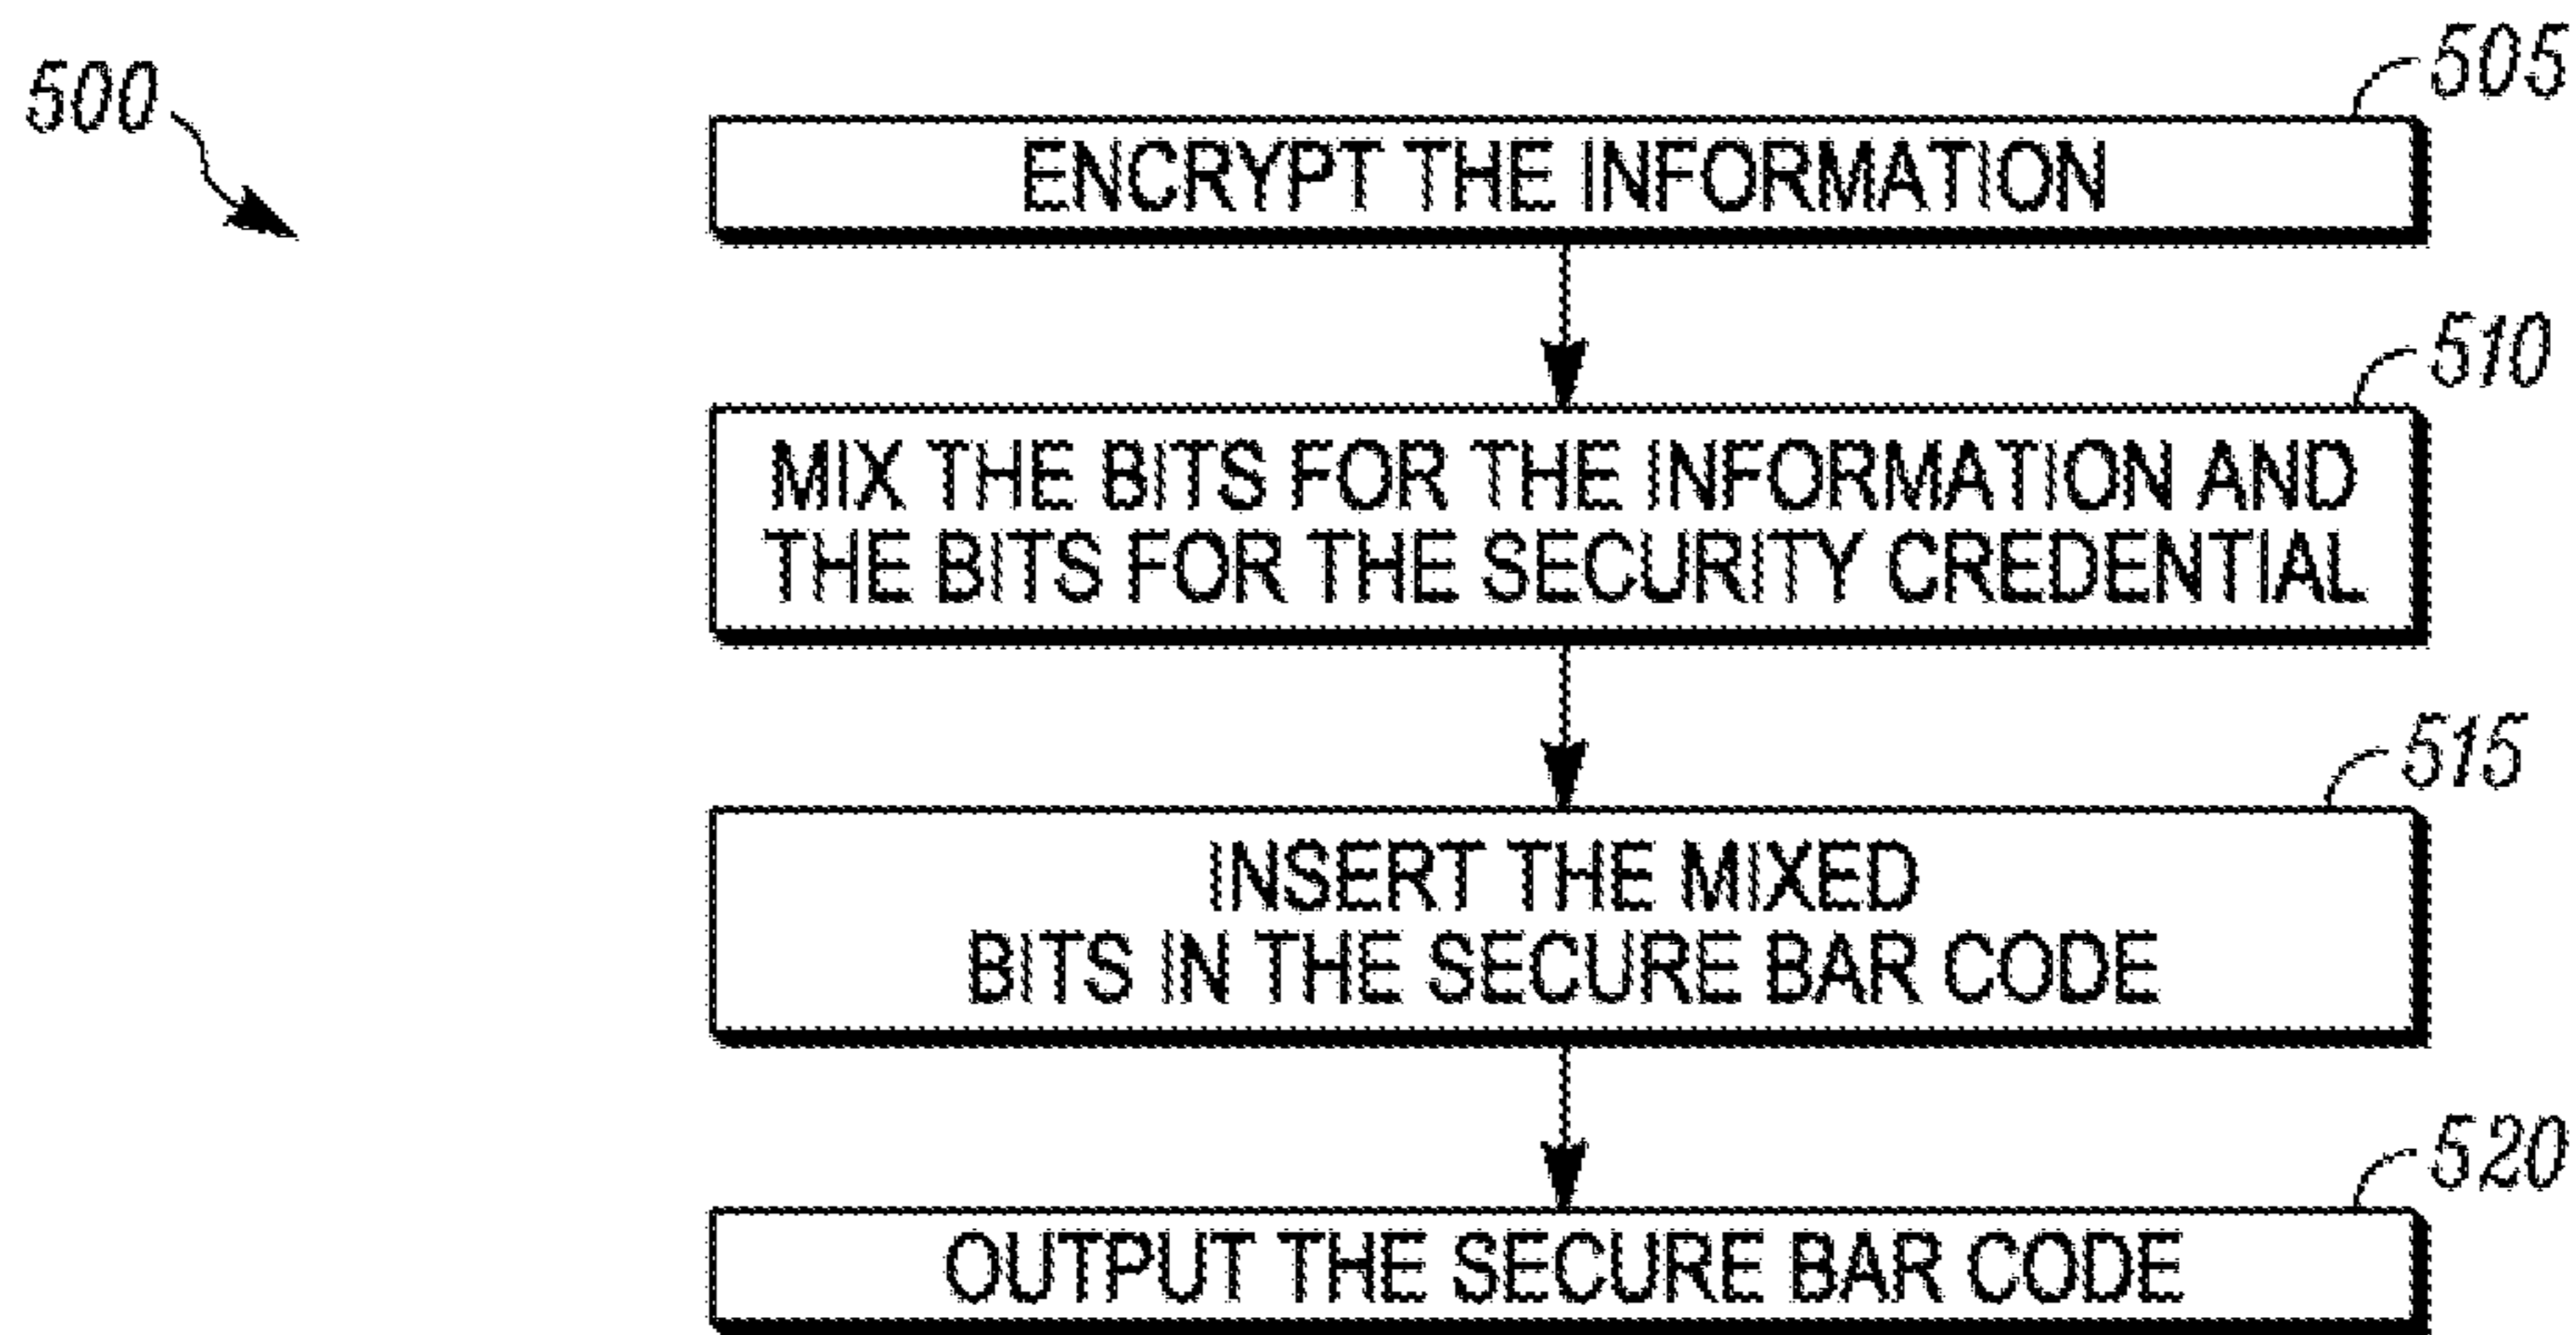 500
505
ENCRYPT THE INFORMATION
510
MIX THE BITS FOR THE INFORMATION AND
THE BITS FOR THE SECURITY CREDENTIAL
515
INSERT THE MIXED
BITS IN THE SECURE BAR CODE
520
OUTPUT THE SECURE BAR CODE